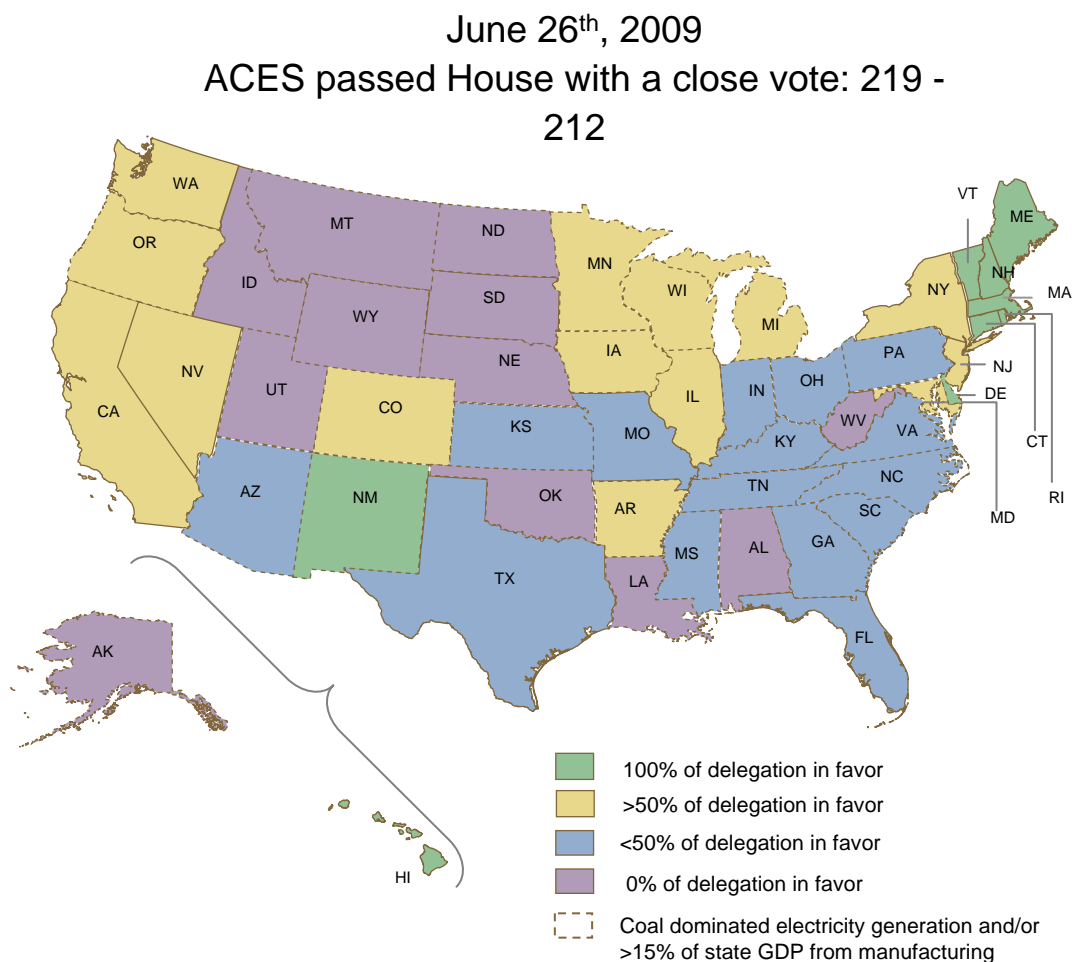 June 26th, 2009
ACES passed House with a close vote: 219 -
212
WA
MT
ND
VT
ME
OR
MN
NH
ID
SD
WI
NY
MA
WY
MI
IA
PA
NE
NJ
NV
UT
IL
IN
OH
DE
CO
CA
KS
MO
WV
VA
KY
CT
AZ
NM
OK
TN
NC
RI
AR
SC
MD
MS
AL
GA
TX
LA
FL
AK
HI
100% of delegation in favor
>50% of delegation in favor
<50% of delegation in favor
0% of delegation in favor
Coal dominated electricity generation and/or
>15% of state GDP from manufacturing